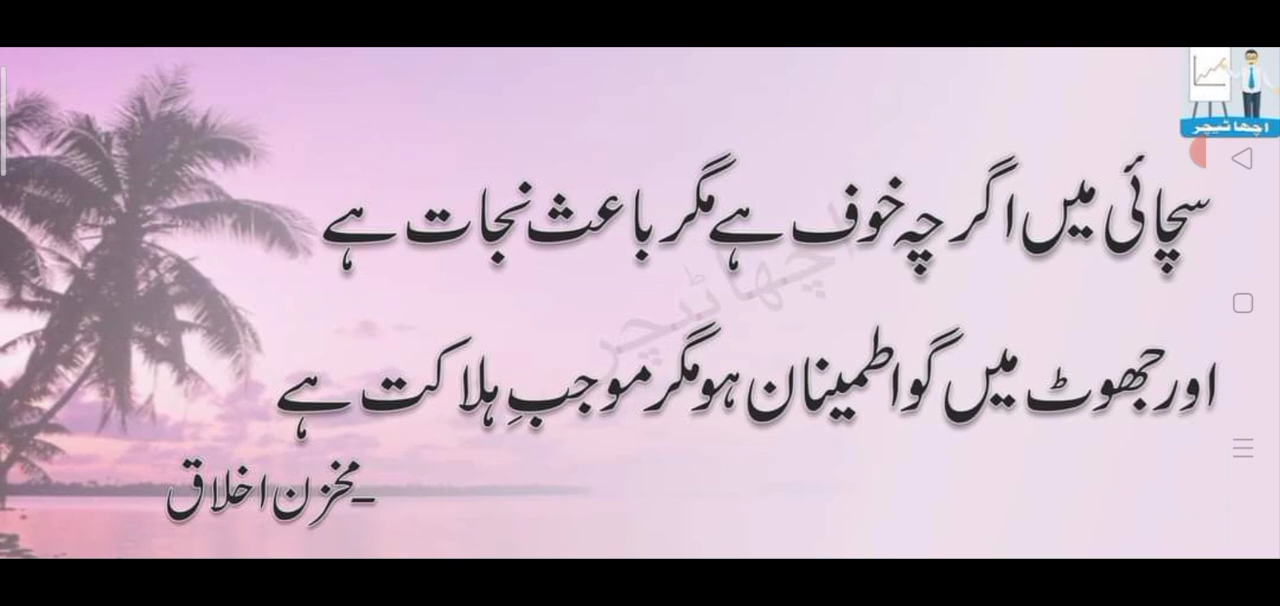 اچھا ٹیچر
سچائی میں اگرچہ خوف ہے مگر باعث نجات ہے
اچھا ٹیچر
اور جھوٹ میں گو اطمینان ہو مگر موجبِ ہلاکت ہے
-مخزن اخلاق